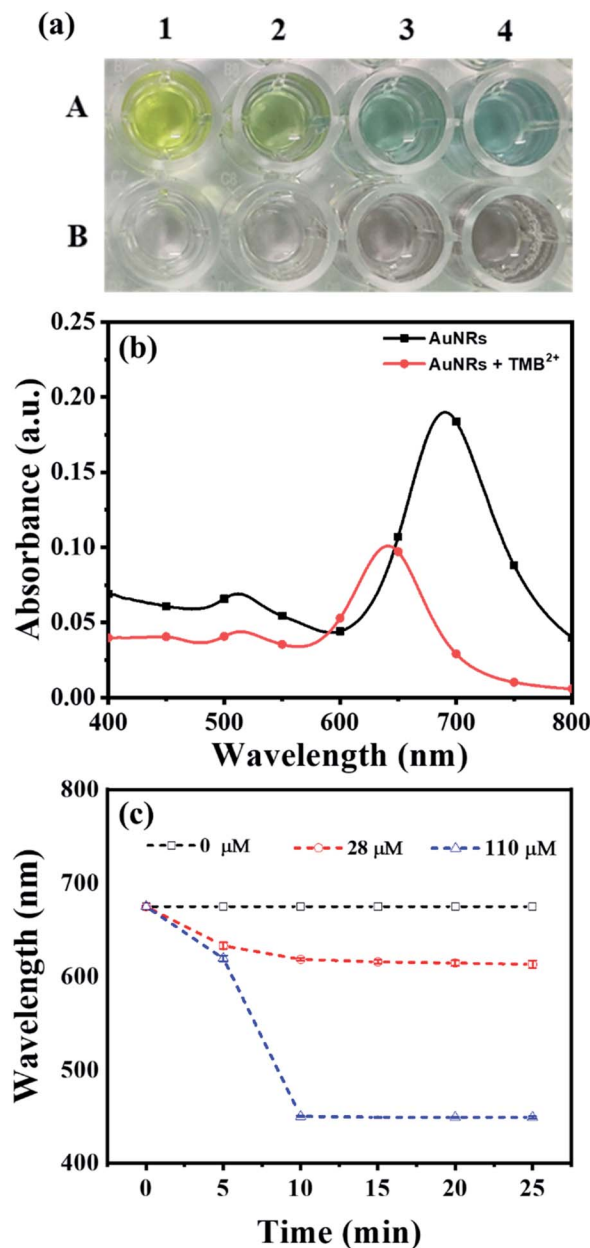 (a)
1 2 3 4
A
B
(b)
AuNRs
AuNRs + TMB²⁺
0.25
0.20
0.15
0.10
0.05
0.00
Absorbance (a.u.)
400 500 600 700 800
Wavelength (nm)
(c)
0 μM 28 μM 110 μM
800
700
600
500
400
Wavelength (nm)
0 5 10 15 20 25
Time (min)